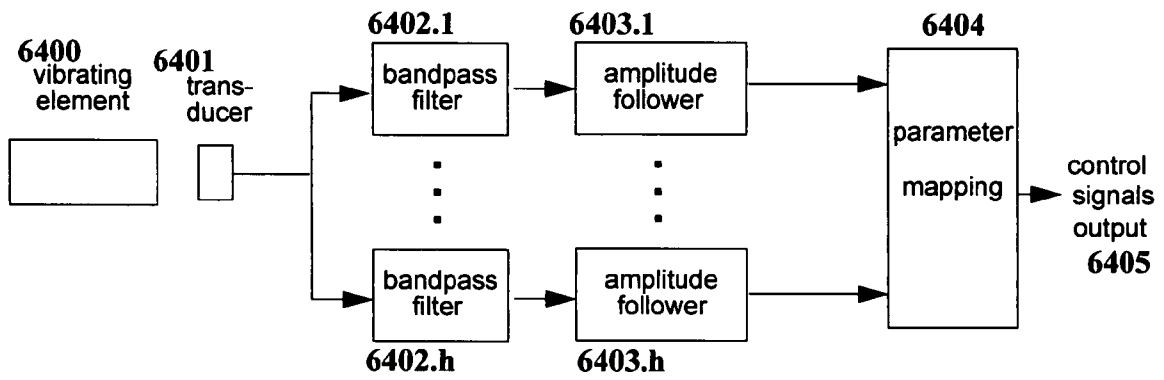 6400
vibrating
element
6401
trans-
ducer
6402.1
bandpass
filter
6403.1
amplitude
follower
6404
parameter
mapping
control
signals
output
6405
bandpass
filter
6402.h
amplitude
follower
6403.h